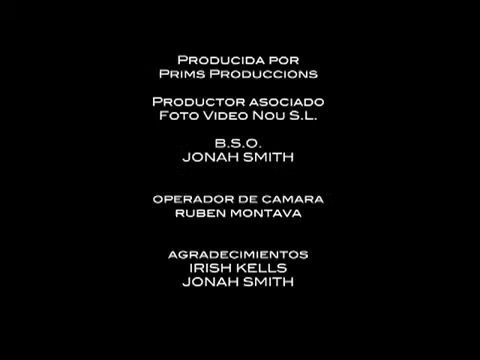 Producida por
Prims Produccions
Productor asociado
Foto Video Nou S.L.
B.S.O.
JONAH SMITH
OPERADOR DE CAMARA
RUBEN MONTAVA
AGRADECIMIENTOS
IRISH KELLS
JONAH SMITH